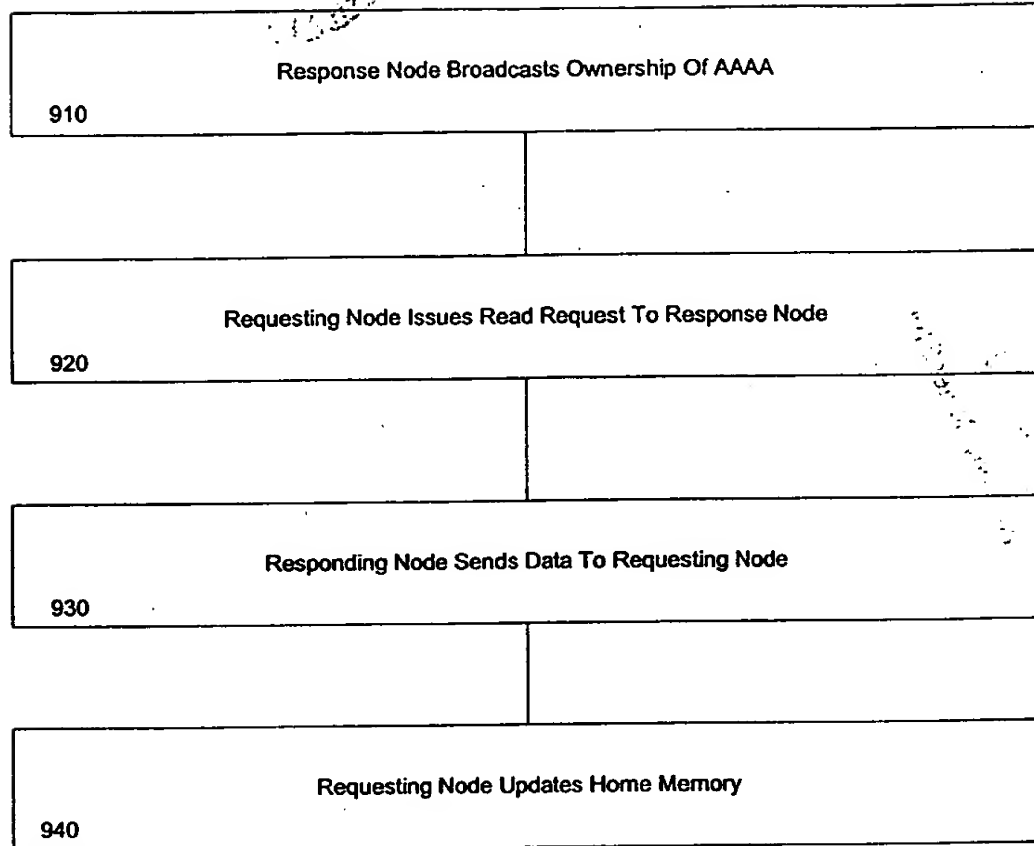 Response Node Broadcasts Ownership Of AAAA
910
Requesting Node Issues Read Request To Response Node
920
Responding Node Sends Data To Requesting Node
930
Requesting Node Updates Home Memory
940